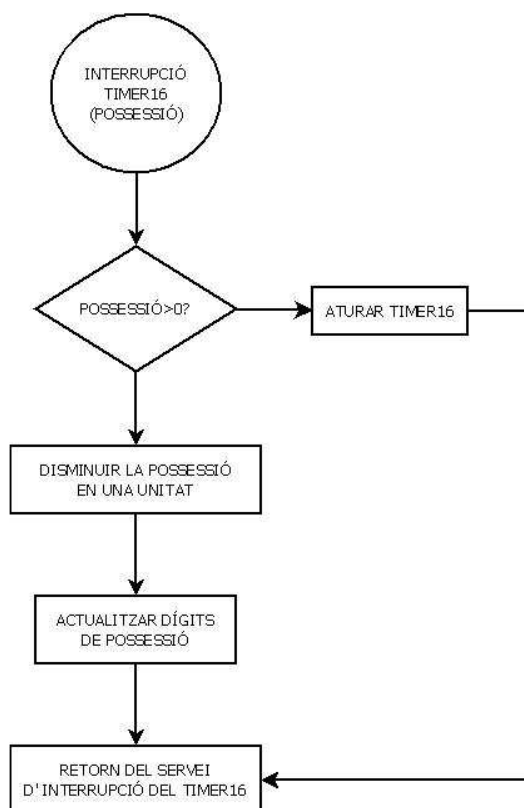 INTERRUPCIÓ
TIMER16
(POSSESSIÓ)
POSSESSIÓ>0?
ATURAR TIMER16
DISMINUIR LA POSSESSIÓ
EN UNA UNITAT
ACTUALITZAR DÍGITS
DE POSSESSIÓ
RETORN DEL SERVEI
D'INTERRUPCIÓ DEL TIMER16